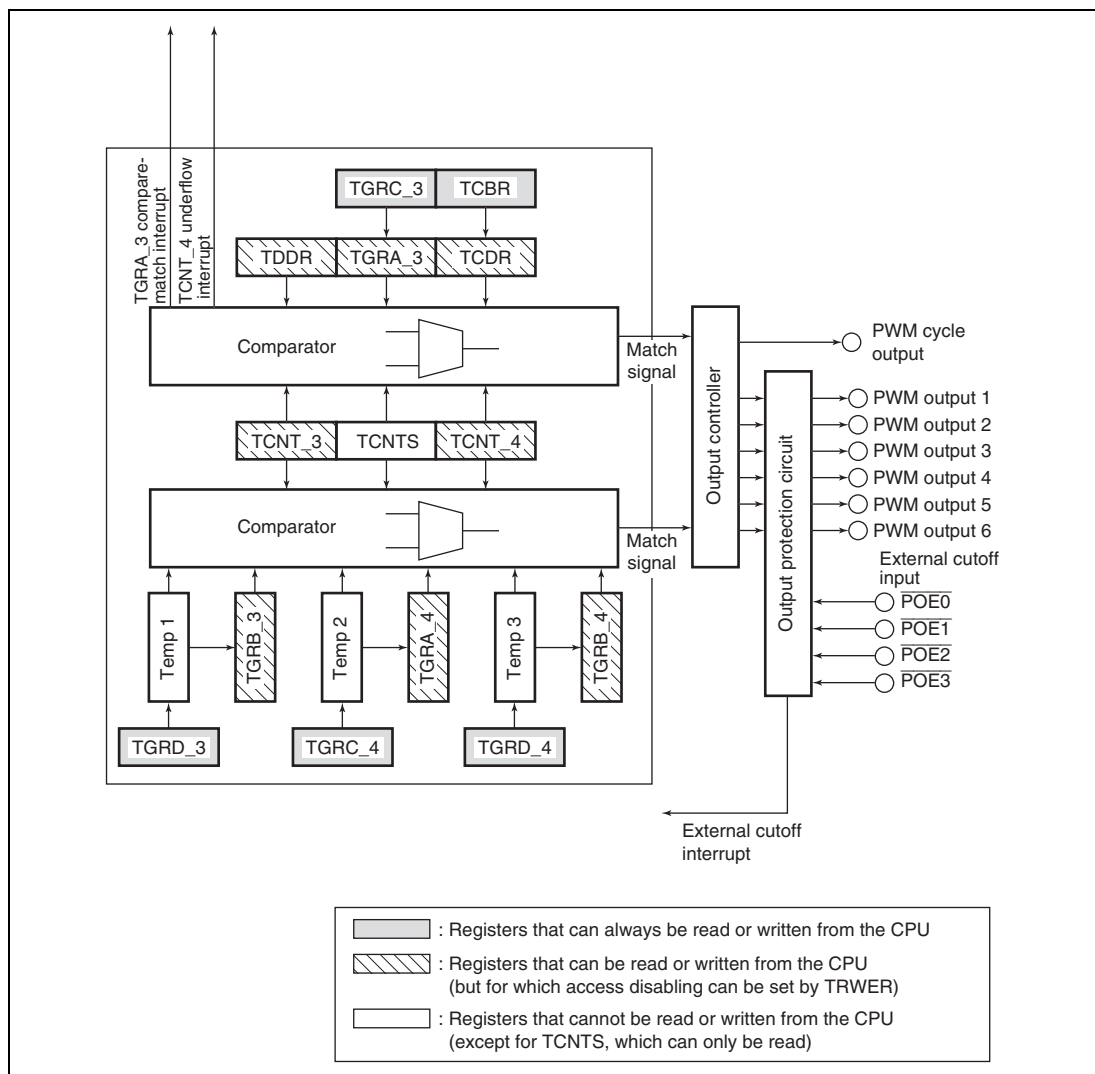 TGRA_3 compare-
match interrupt
TCNT_4 underflow
interrupt
TGRC_3
TCBR
TDDR
TGRA_3
TCDR
Comparator
Match
signal
Output controller
Output protection circuit
PWM cycle
output
PWM output 1
PWM output 2
PWM output 3
PWM output 4
PWM output 5
PWM output 6
External cutoff
input
POE0
POE1
POE2
POE3
TCNT_3
TCNTS
TCNT_4
Comparator
Match
signal
Temp 1
TGRB_3
Temp 2
TGRA_4
Temp 3
TGRB_4
TGRD_3
TGRC_4
TGRD_4
External cutoff
interrupt
: Registers that can always be read or written from the CPU
: Registers that can be read or written from the CPU
(but for which access disabling can be set by TRWER)
: Registers that cannot be read or written from the CPU
(except for TCNTS, which can only be read)